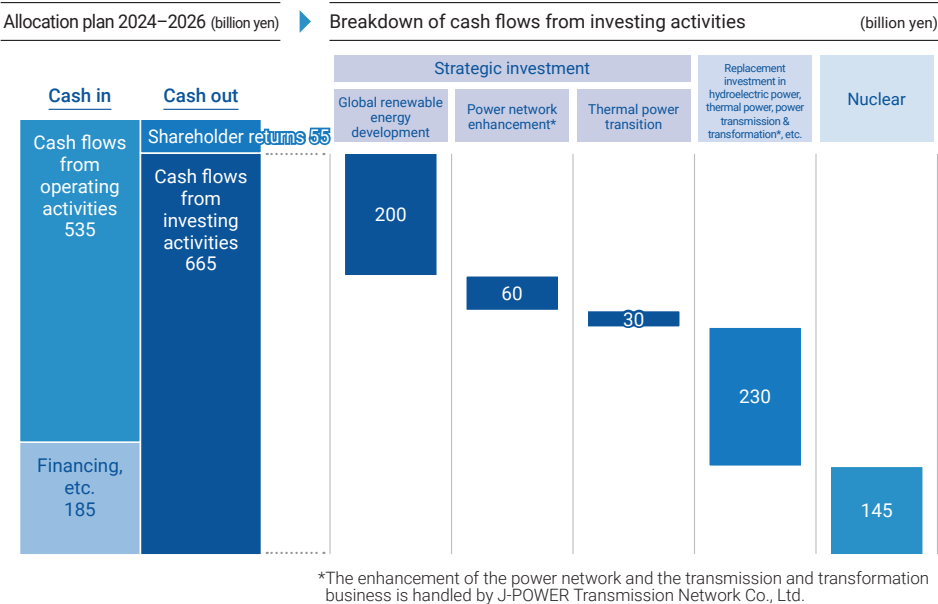 Allocation plan 2024–2026 (billion yen)
Breakdown of cash flows from investing activities (billion yen)
Cash in
Cash out
Cash flows
from
operating
activities
535
Financing,
etc.
185
Shareholder returns 55
Cash flows
from
investing
activities
665
Strategic investment
Global renewable
energy
development
Power network
enhancement*
Thermal power
transition
Replacement
investment in
hydroelectric power,
thermal power, power
transmission &
transformation*, etc.
Nuclear
200
60
30
230
145
*The enhancement of the power network and the transmission and transformation
business is handled by J-POWER Transmission Network Co., Ltd.